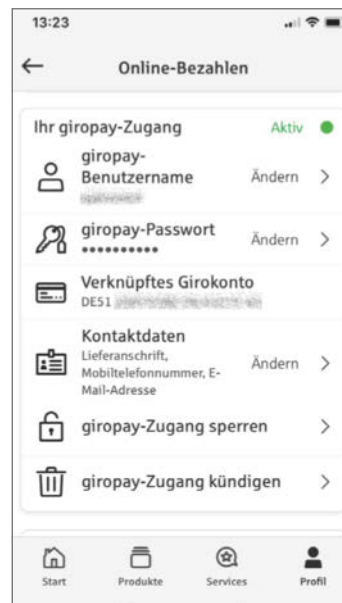 13:23
Online-Bezahlen
Ihr giropay-Zugang Aktiv
giropay-
Benutzername Ändern
giropay-Passwort Ändern
••••••••••
Verknüpftes Girokonto
DE51
Kontaktdaten
Lieferanschrift,
Mobiltelefonnummer, E-
Mail-Adresse Ändern
giropay-Zugang sperren
giropay-Zugang kündigen
Start Produkte Services Profil